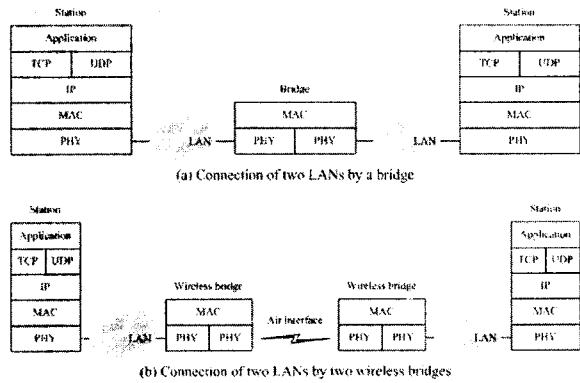 Station
Station
Application
Application
TCP
UDP
Bridge
TCP
UDP
IP
IP
MAC
MAC
MAC
PHY
LAN
PHY
PHY
LAN
PHY
(a) Connection of two LANs by a bridge
Station
Station
Application
Application
TCP
UDP
Wireless bridge
Wireless bridge
TCP
UDP
IP
IP
MAC
MAC
Air interface
MAC
MAC
PHY
LAN
PHY
PHY
PHY
PHY
LAN
PHY
(b) Connection of two LANs by two wireless bridges